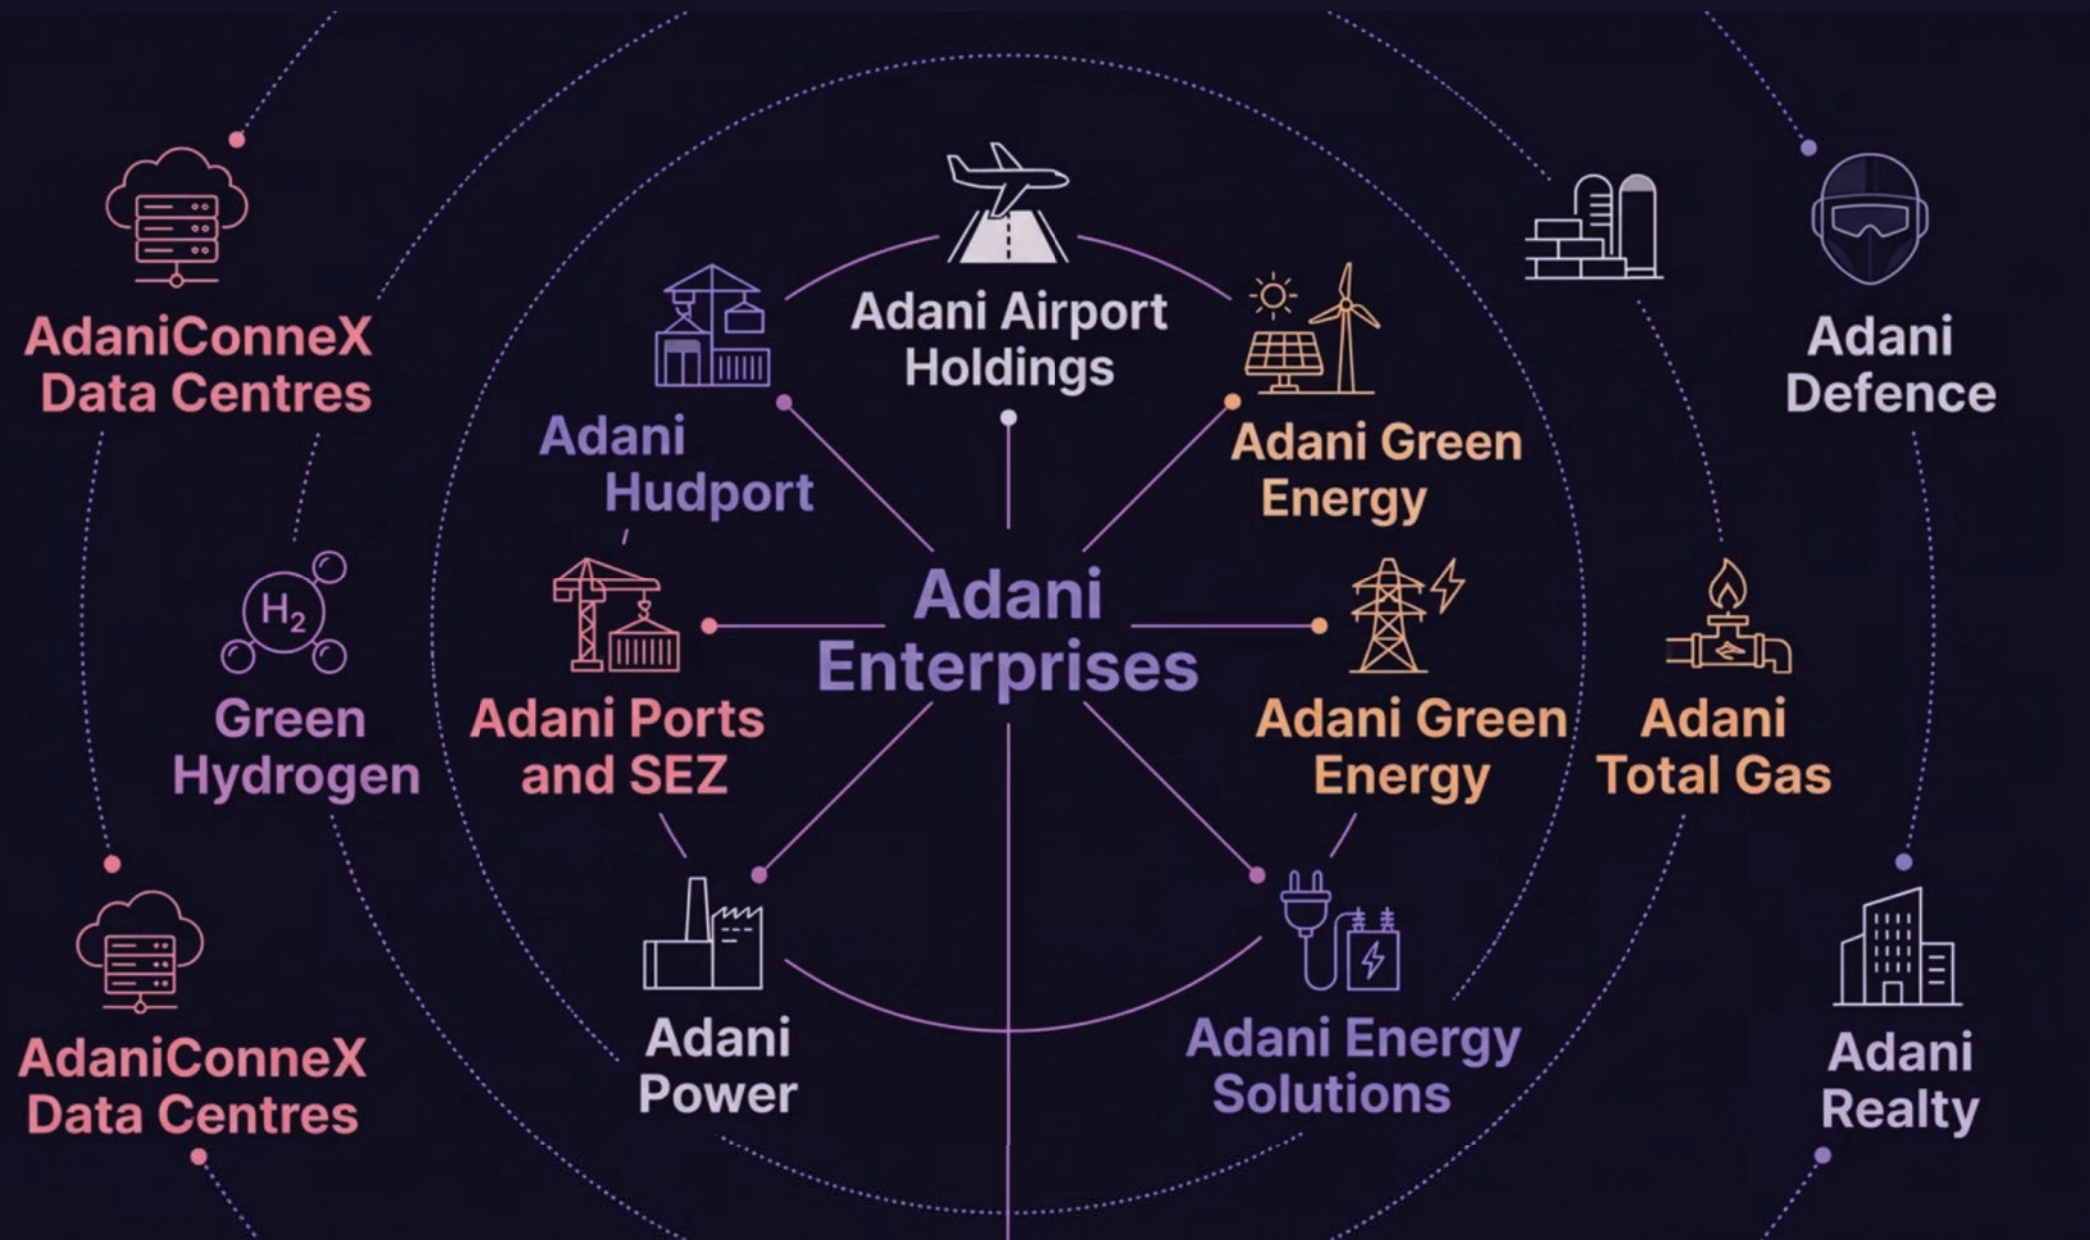 Adani Airport
Holdings
Adani
Hudport
Adani Green
Energy
AdaniConneX
Data Centres
Adani
Defence
Adani
Enterprises
H2
Green
Hydrogen
Adani Ports
and SEZ
Adani Green
Energy
Adani
Total Gas
AdaniConneX
Data Centres
Adani
Power
Adani Energy
Solutions
Adani
Realty